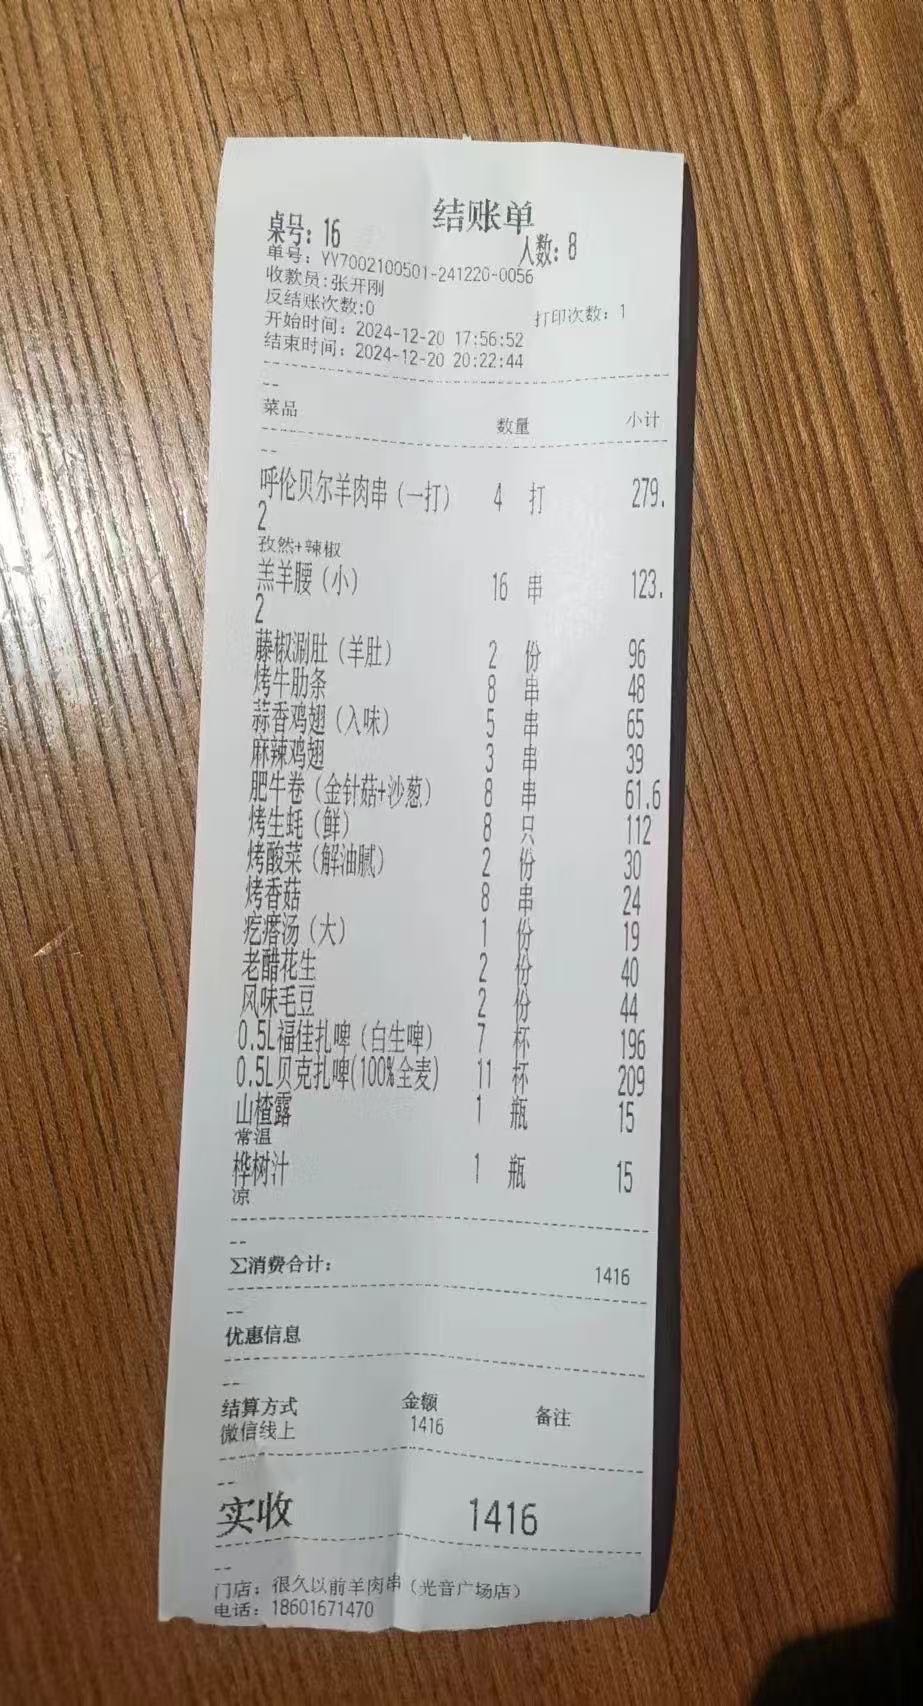 结账单
桌号: 16 人数: 8
单号: YY7002100501-241220-0056
收款员:张开刚
反结账次数:0 打印次数: 1
开始时间: 2024-12-20 17:56:52
结束时间: 2024-12-20 20:22:44
--
菜品 数量 小计
--
呼伦贝尔羊肉串 (一打) 4 打 279.
2
孜然+辣椒
羔羊腰 (小) 16 串 123.
2
藤椒涮肚 (羊肚) 2 份 96
烤牛肋条 8 串 48
蒜香鸡翅 (入味) 5 串 65
麻辣鸡翅 3 串 39
肥牛卷 (金针菇+沙葱) 8 串 61.6
烤生蚝 (鲜) 8 只 112
烤酸菜 (解油腻) 2 份 30
烤香菇 8 串 24
疙瘩汤 (大) 1 份 19
老醋花生 2 份 40
风味毛豆 2 份 44
0.5L福佳扎啤 (白生啤) 7 杯 196
0.5L贝克扎啤(100%全麦) 11 杯 209
山楂露 1 瓶 15
常温
桦树汁 1 瓶 15
凉
--
∑消费合计: 1416
--
优惠信息
--
结算方式 金额 备注
微信线上 1416
--
实收 1416
--
门店: 很久以前羊肉串 (光音广场店)
电话: 18601671470